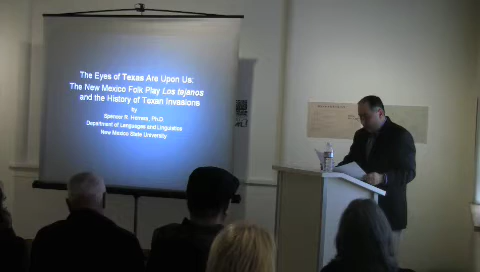 The Eyes of Texas Are Upon Us:
The New Mexico Folk Play Los tejanos
and the History of Texan Invasions
by
Spencer R. Herrera, Ph.D.
Department of Languages and Linguistics
New Mexico State University